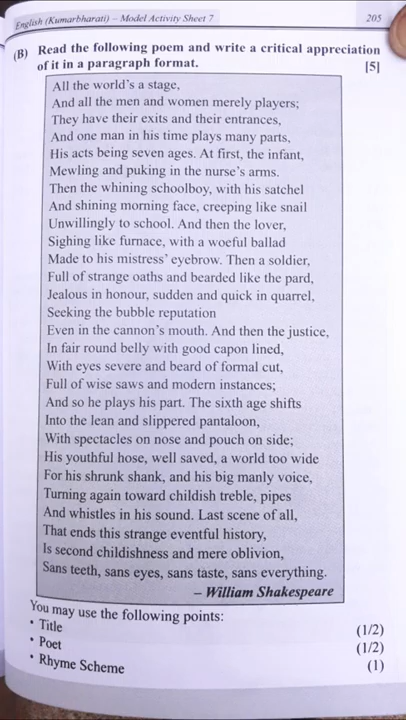 English (Kumarbharati) – Model Activity Sheet 7 205
(B) Read the following poem and write a critical appreciation
of it in a paragraph format. [5]
All the world's a stage,
And all the men and women merely players;
They have their exits and their entrances,
And one man in his time plays many parts,
His acts being seven ages. At first, the infant,
Mewling and puking in the nurse's arms.
Then the whining schoolboy, with his satchel
And shining morning face, creeping like snail
Unwillingly to school. And then the lover,
Sighing like furnace, with a woeful ballad
Made to his mistress' eyebrow. Then a soldier,
Full of strange oaths and bearded like the pard,
Jealous in honour, sudden and quick in quarrel,
Seeking the bubble reputation
Even in the cannon's mouth. And then the justice,
In fair round belly with good capon lined,
With eyes severe and beard of formal cut,
Full of wise saws and modern instances;
And so he plays his part. The sixth age shifts
Into the lean and slippered pantaloon,
With spectacles on nose and pouch on side;
His youthful hose, well saved, a world too wide
For his shrunk shank, and his big manly voice,
Turning again toward childish treble, pipes
And whistles in his sound. Last scene of all,
That ends this strange eventful history,
Is second childishness and mere oblivion,
Sans teeth, sans eyes, sans taste, sans everything.
– William Shakespeare
You may use the following points:
• Title (1/2)
• Poet (1/2)
• Rhyme Scheme (1)